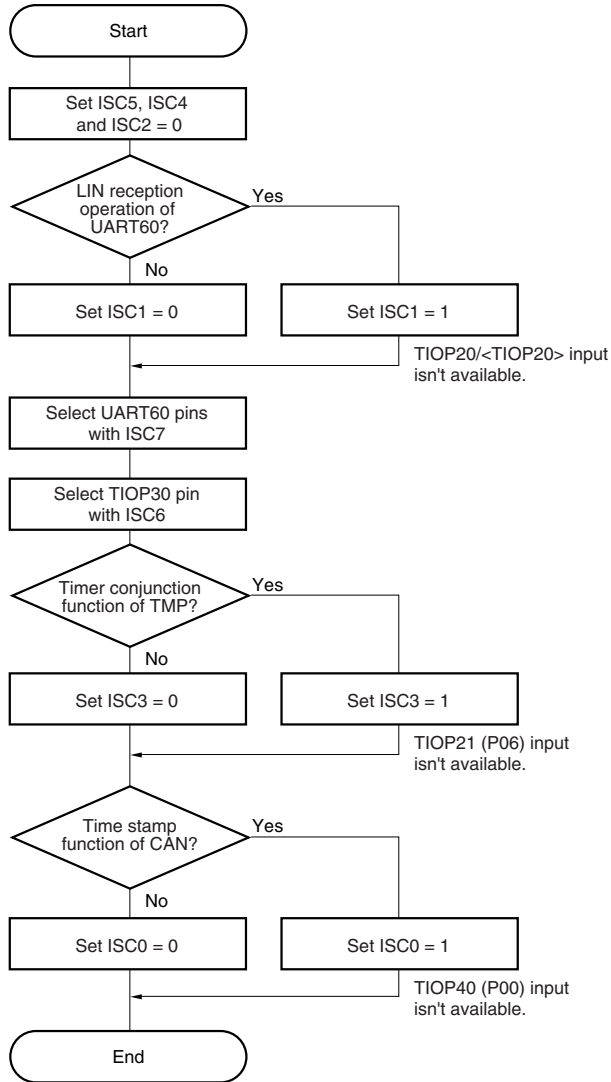 Start
Set ISC5, ISC4
and ISC2 = 0
LIN reception
operation of
UART60?
Yes
No
Set ISC1 = 0
Set ISC1 = 1
TIOP20/<TIOP20> input
isn't available.
Select UART60 pins
with ISC7
Select TIOP30 pin
with ISC6
Timer conjunction
function of TMP?
Yes
No
Set ISC3 = 0
Set ISC3 = 1
TIOP21 (P06) input
isn't available.
Time stamp
function of CAN?
Yes
No
Set ISC0 = 0
Set ISC0 = 1
TIOP40 (P00) input
isn't available.
End